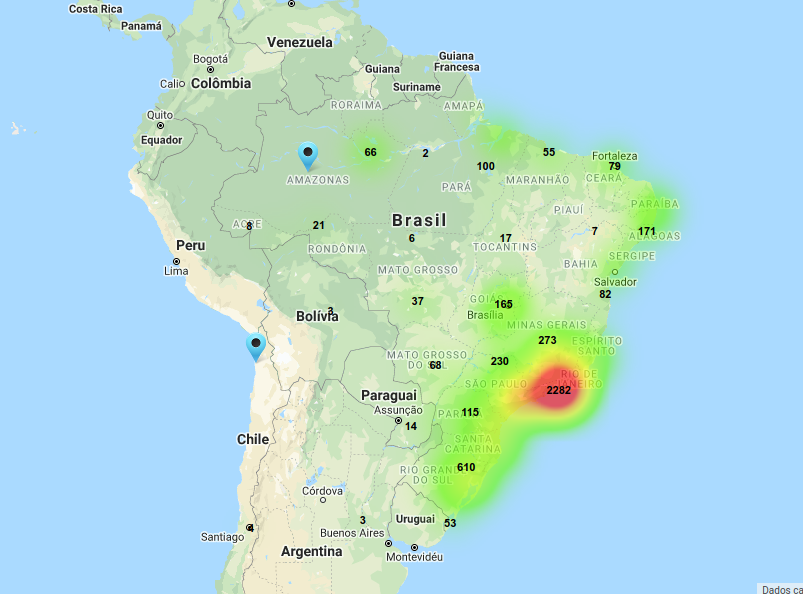 Costa Rica
Panamá
Venezuela
Bogotá
Guiana
Guiana
Francesa
Cali
Colômbia
Suriname
RORAIMA
AMAPÁ
Quito
Equador
66
2
55
Fortaleza
79
100
AMAZONAS
PARÁ
MARANHÃO
CEARÁ
PARAÍBA
PIAUÍ
Brasil
ACRE
8
21
6
17
7
171
ALAGOAS
Peru
RONDÔNIA
TOCANTINS
SERGIPE
Lima
MATO GROSSO
BAHIA
Salvador
82
37
GOIÁS
165
Brasília
3
Bolívia
MINAS GERAIS
273
ESPÍRITO
SANTO
MATO GROSSO
DO SUL
68
230
RIO DE
JANEIRO
SÃO PAULO
2282
Paraguai
Assunção
14
115
Chile
SANTA
CATARINA
RIO GRANDE
DO SUL
610
Córdova
3
Uruguai
53
4
Santiago
Buenos Aires
Argentina
Montevidéu
Dados ca